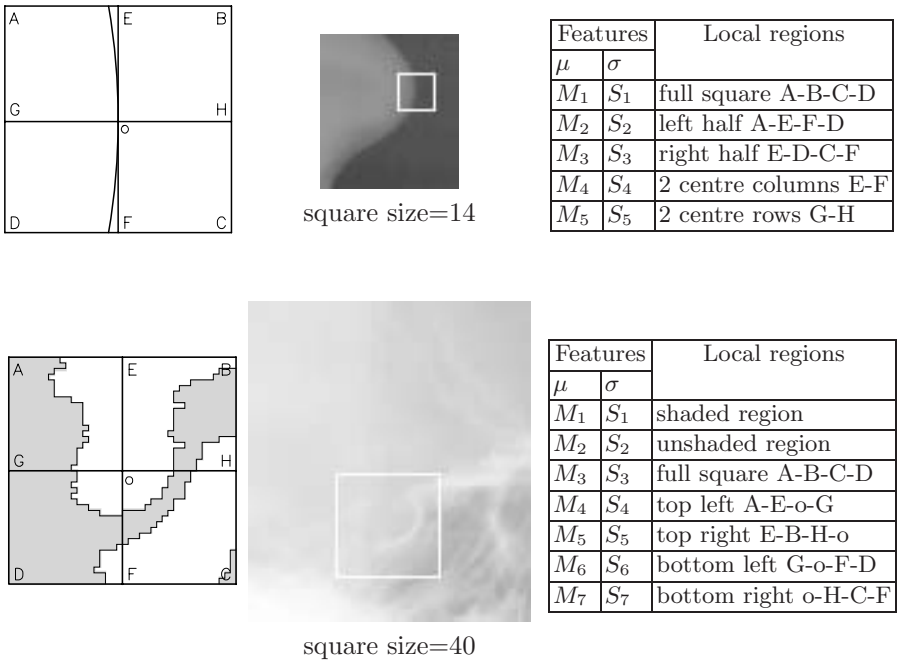 A E B
G H
o
D F C
square size=14
Features Local regions
μ σ
M1 S1 full square A-B-C-D
M2 S2 left half A-E-F-D
M3 S3 right half E-D-C-F
M4 S4 2 centre columns E-F
M5 S5 2 centre rows G-H
A E B
G H
o
D F C
square size=40
Features Local regions
μ σ
M1 S1 shaded region
M2 S2 unshaded region
M3 S3 full square A-B-C-D
M4 S4 top left A-E-o-G
M5 S5 top right E-B-H-o
M6 S6 bottom left G-o-F-D
M7 S7 bottom right o-H-C-F